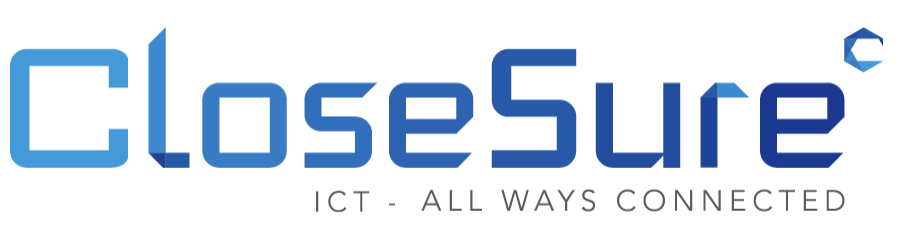 CloseSure
ICT - ALL WAYS CONNECTED